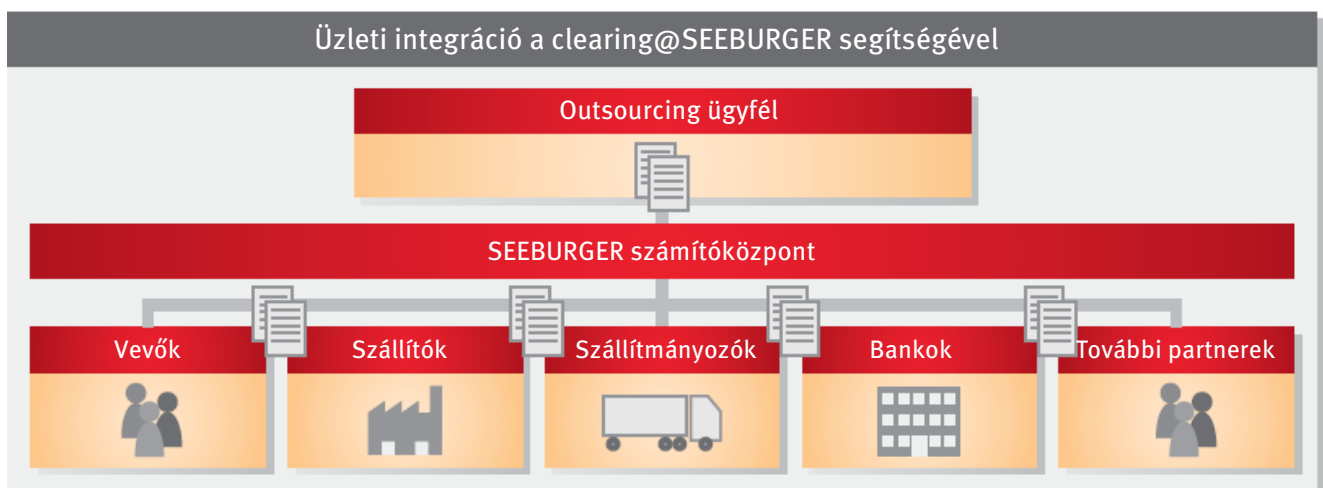 Üzleti integráció a clearing@SEEBURGER segítségével
Outsourcing ügyfél
SEEBURGER számítóközpont
Vevők
Szállítók
Szállítmányozók
Bankok
További partnerek